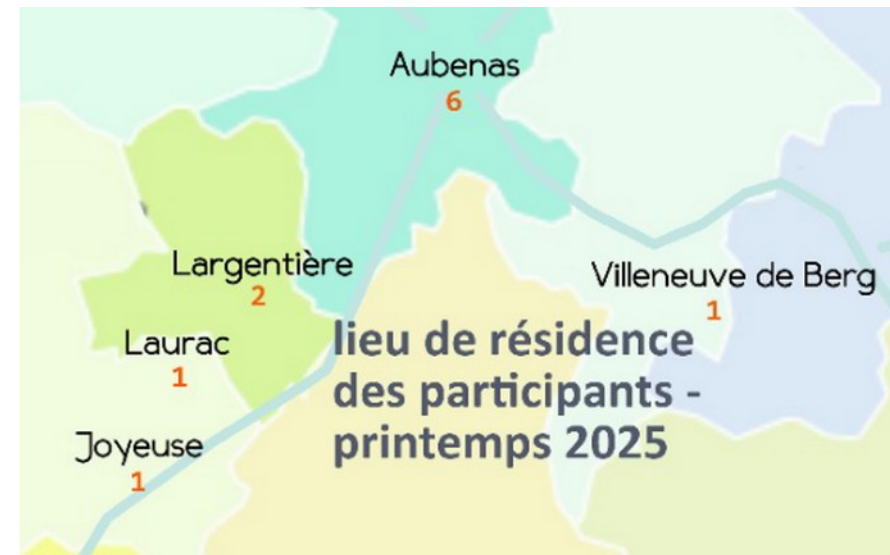 Aubenas
6
Largentière
2
Villeneuve de Berg
1
Laurac
1
lieu de résidence
des participants -
printemps 2025
Joyeuse
1